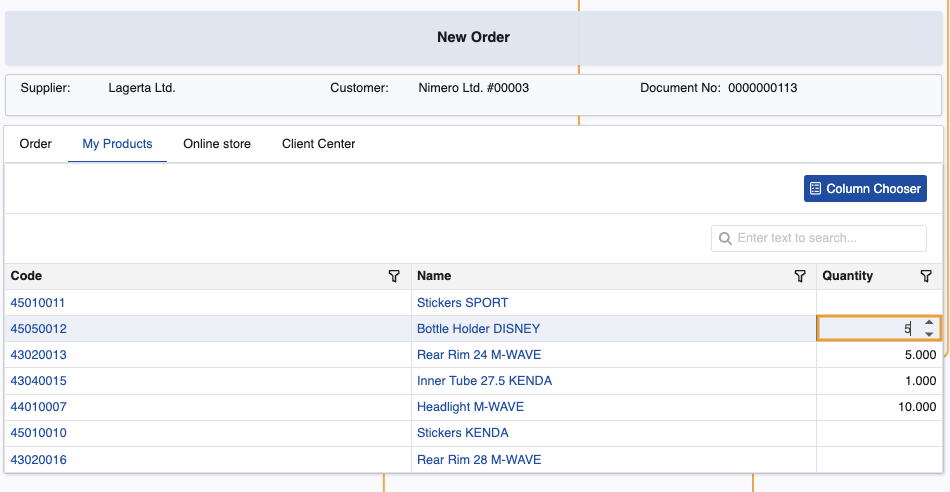 New Order
Supplier: Lagerta Ltd. Customer: Nimero Ltd. #00003 Document No: 0000000113
Order My Products Online store Client Center
Column Chooser
Enter text to search...
Code Name Quantity
45010011 Stickers SPORT
45050012 Bottle Holder DISNEY 5
43020013 Rear Rim 24 M-WAVE 5.000
43040015 Inner Tube 27.5 KENDA 1.000
44010007 Headlight M-WAVE 10.000
45010010 Stickers KENDA
43020016 Rear Rim 28 M-WAVE